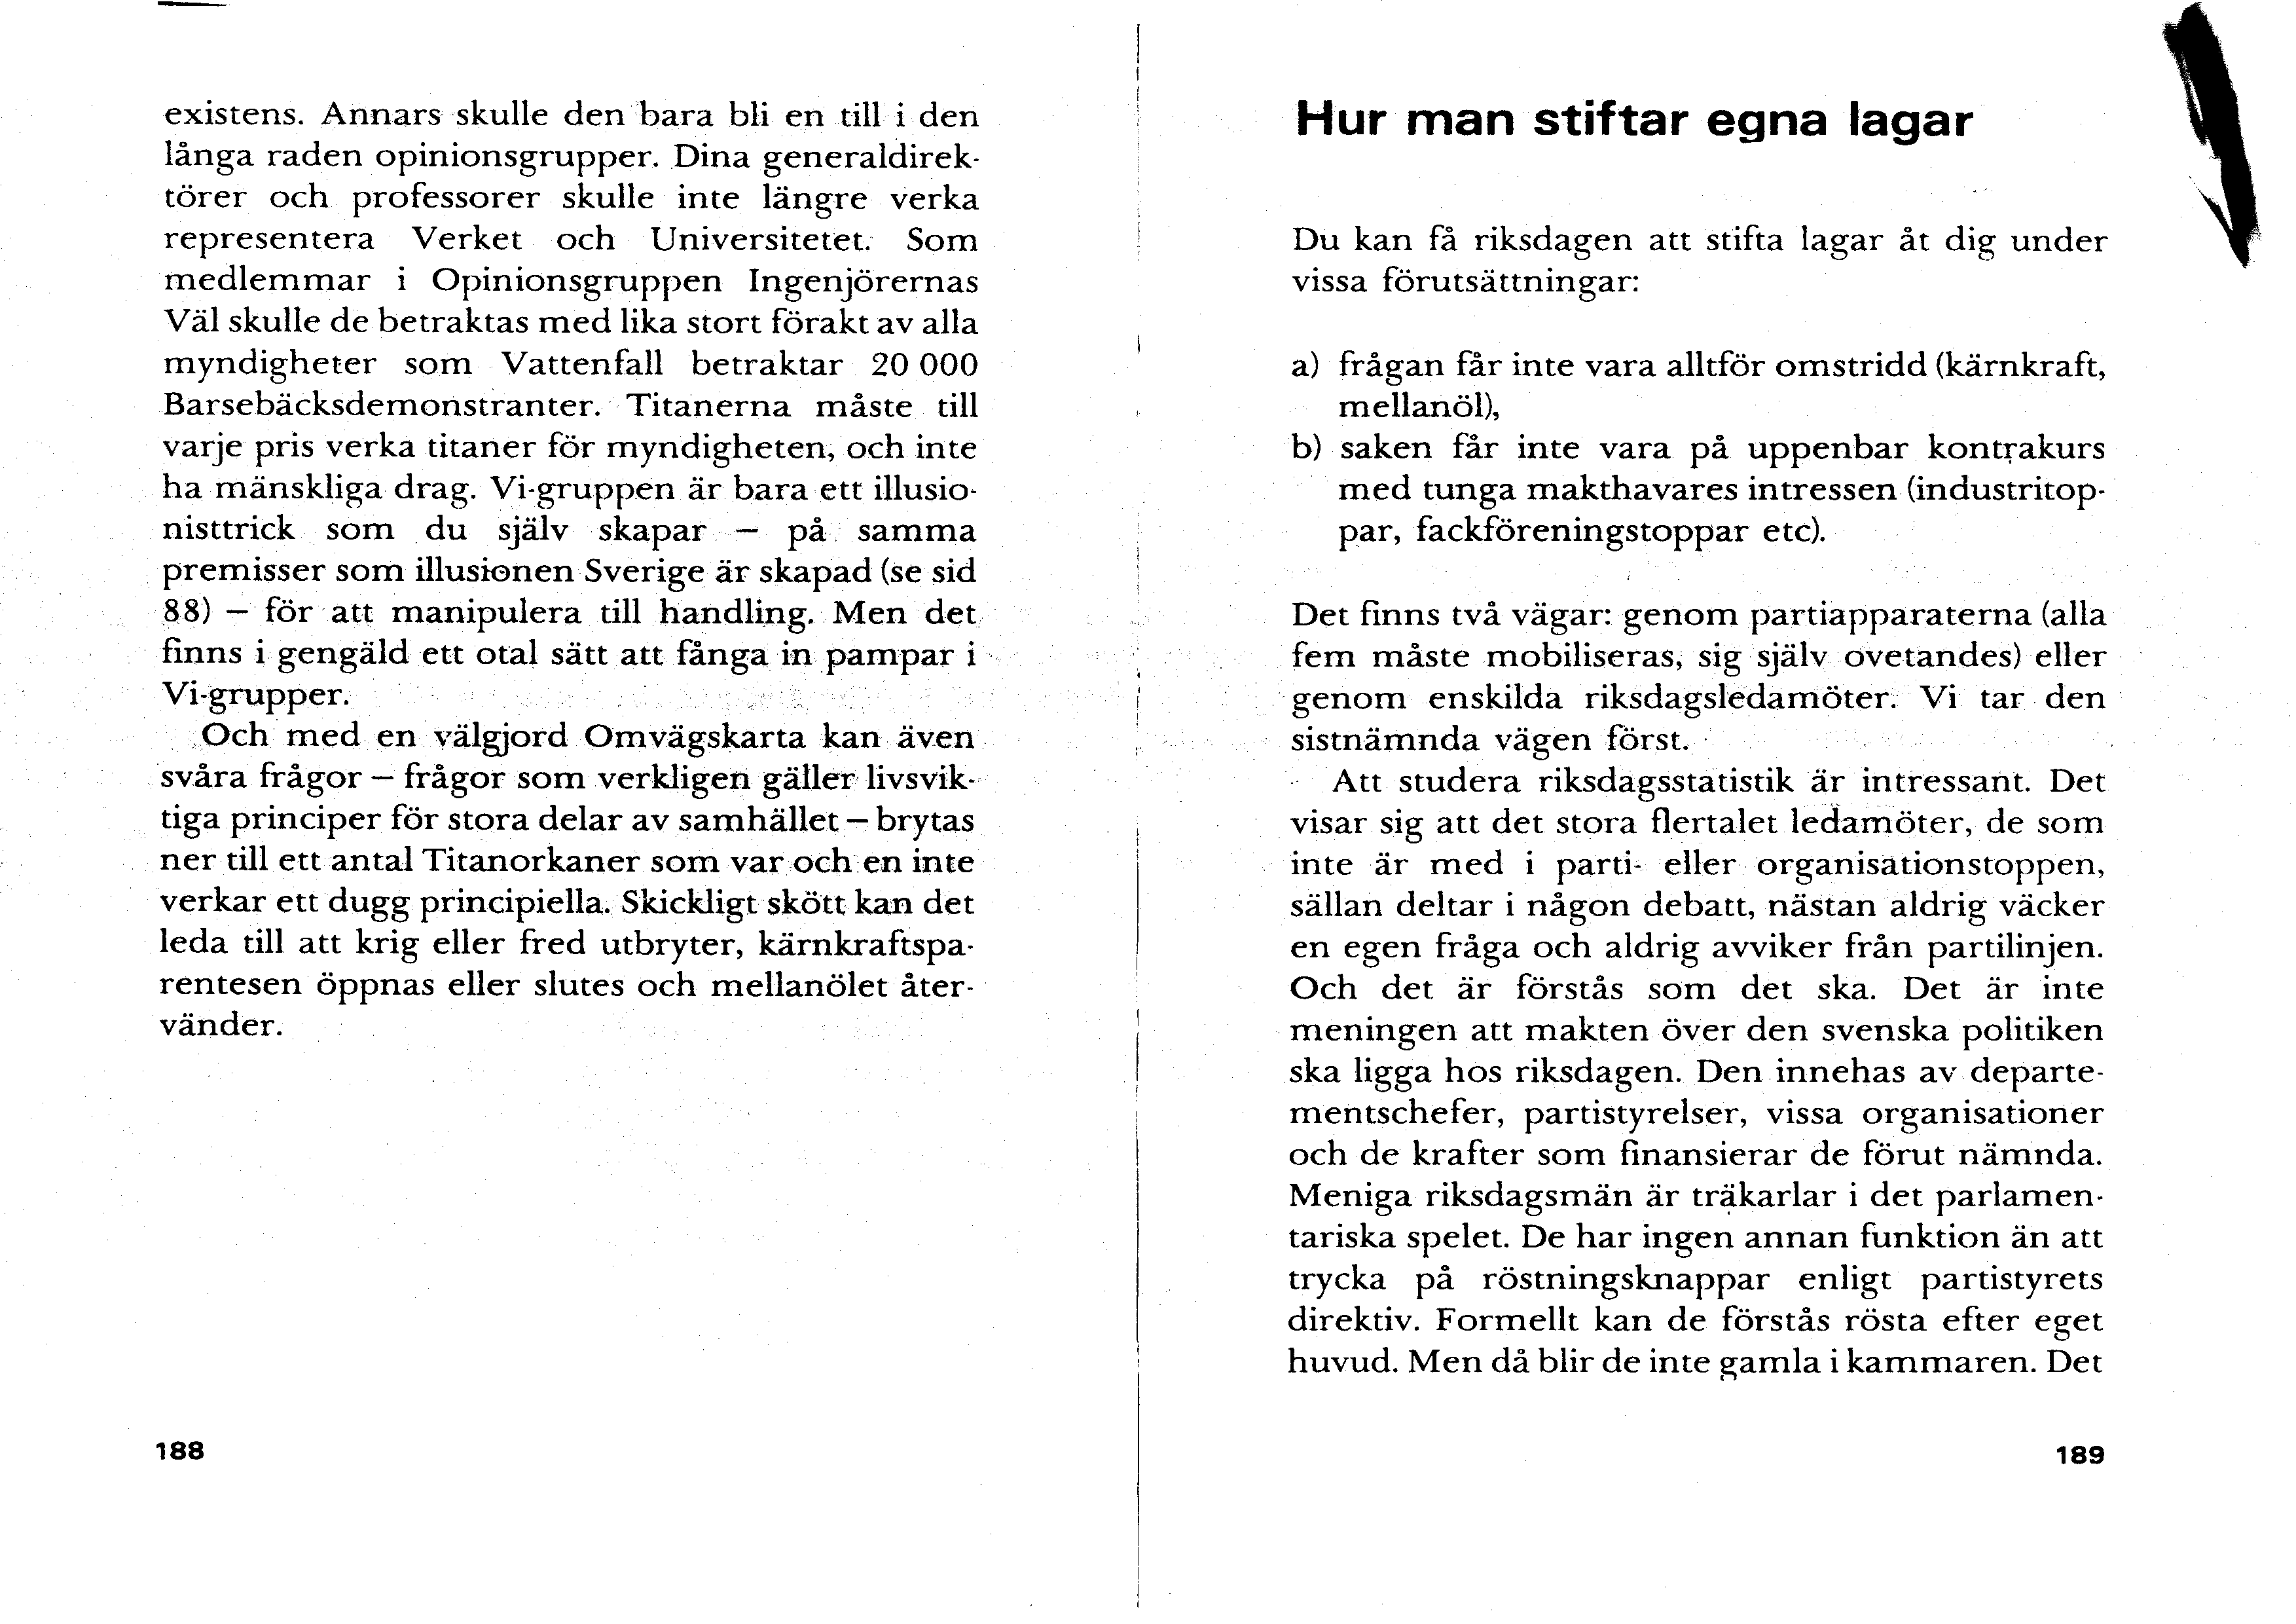 existens. Annars skulle den bara bli en till i den
långa raden opinionsgrupper. Dina generaldirek-
törer och professorer skulle inte längre verka
representera Verket och Universitetet. Som
medlemmar i Opinionsgruppen Ingenjörernas
Väl skulle de betraktas med lika stort förakt av alla
myndigheter som Vattenfall betraktar 20 000
Barsebäcksdemonstranter. Titanerna måste till
varje pris verka titaner för myndigheten, och inte
ha mänskliga drag. Vi-gruppen är bara ett illusio-
nisttrick som du själv skapar – på samma
premisser som illusionen Sverige är skapad (se sid
88) – för att manipulera till handling. Men det
finns i gengäld ett otal sätt att fånga in pampar i
Vi-grupper.
Och med en välgjord Omvägskarta kan även
svåra frågor – frågor som verkligen gäller livsvik-
tiga principer för stora delar av samhället – brytas
ner till ett antal Titanorkaner som var och en inte
verkar ett dugg principiella. Skickligt skött kan det
leda till att krig eller fred utbryter, kärnkraftspa-
rentesen öppnas eller slutes och mellanölet åter-
vänder.
188
Hur man stiftar egna lagar
Du kan få riksdagen att stifta lagar åt dig under
vissa förutsättningar:
a) frågan får inte vara alltför omstridd (kärnkraft,
mellanöl),
b) saken får inte vara på uppenbar kontrakurs
med tunga makthavares intressen (industritop-
par, fackföreningstoppar etc).
Det finns två vägar: genom partiapparaterna (alla
fem måste mobiliseras, sig själv ovetandes) eller
genom enskilda riksdagsledamöter. Vi tar den
sistnämnda vägen först.
Att studera riksdagsstatistik är intressant. Det
visar sig att det stora flertalet ledamöter, de som
inte är med i parti- eller organisationstoppen,
sällan deltar i någon debatt, nästan aldrig väcker
en egen fråga och aldrig avviker från partilinjen.
Och det är förstås som det ska. Det är inte
meningen att makten över den svenska politiken
ska ligga hos riksdagen. Den innehas av departe-
mentschefer, partistyrelser, vissa organisationer
och de krafter som finansierar de förut nämnda.
Meniga riksdagsmän är träkarlar i det parlamen-
tariska spelet. De har ingen annan funktion än att
trycka på röstningsknappar enligt partistyrets
direktiv. Formellt kan de förstås rösta efter eget
huvud. Men då blir de inte gamla i kammaren. Det
189